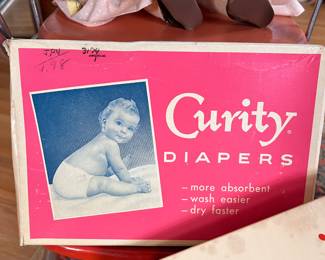 Curity®
DIAPERS
—more absorbent
—wash easier
—dry faster